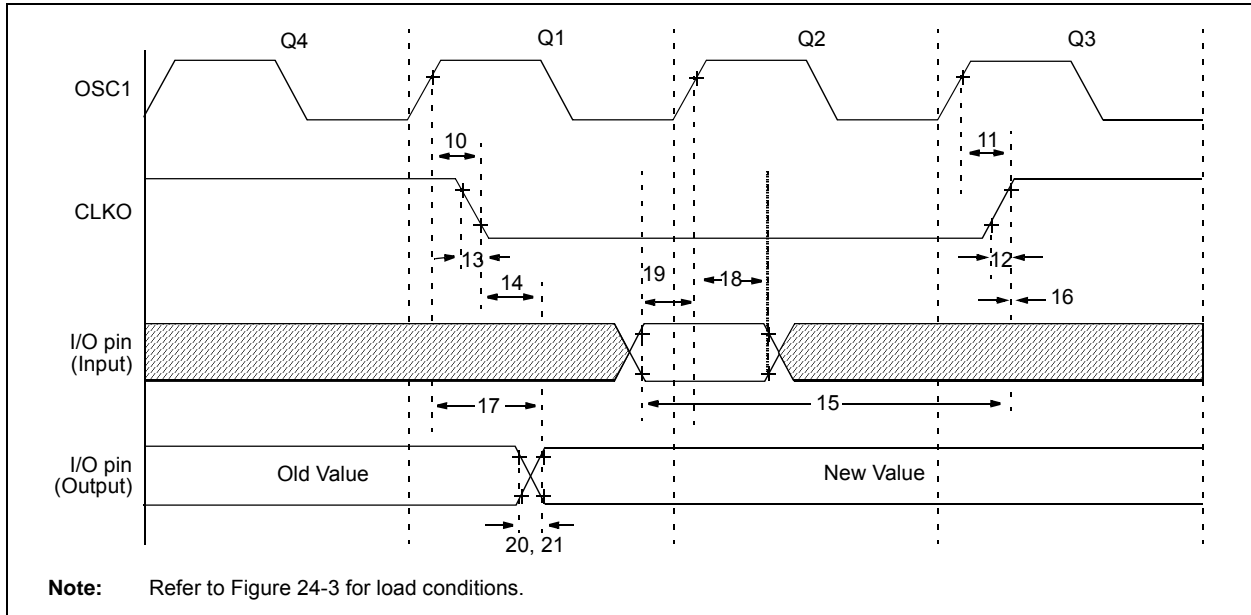 Q4 Q1 Q2 Q3
OSC1
10 11
CLKO
13 19 18 12
14 16
I/O pin
(Input)
17 15
I/O pin
(Output)
Old Value New Value
20, 21
Note: Refer to Figure 24-3 for load conditions.